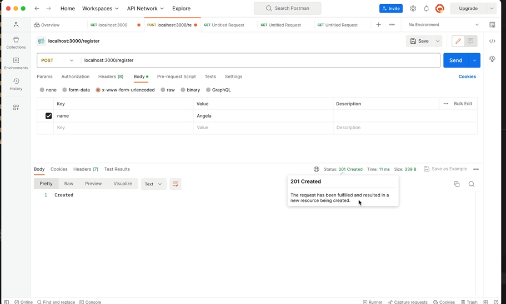 Home Workspaces API Network Explore Search Postman Invite Upgrade
Overview GET localhost:3000 POST localhost:3000/re GET Untitled Request GET Untitled Request GET Untitled Request + No Environment
localhost:3000/register Save
POST localhost:3000/register Send
Params Authorization Headers (8) Body Pre-request Script Tests Settings Cookies
none form-data x-www-form-urlencoded raw binary GraphQL
Key Value Description Bulk Edit
name Angela
Key Value Description
Collections
Environments
History
Body Cookies Headers (7) Test Results Status: 201 Created Time: 11 ms Size: 239 B Save as Example
Pretty Raw Preview Visualize Text
1 Created
201 Created
The request has been fulfilled and resulted in a
new resource being created.
Online Find and replace Console Runner Capture requests Cookies Trash